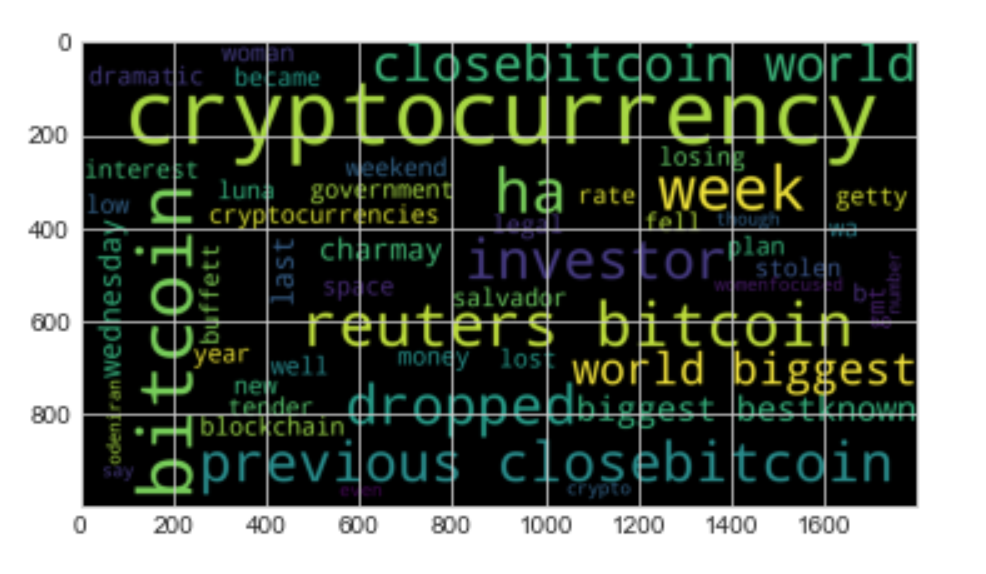 0
200
400
600
800
woman
closebitcoin world
dramatic
became
cryptocurrency
losing
interest
weekend
luna
government
ha
rate
week
getty
low
cryptocurrencies
legal
fell
though
wa
bitcoin
wednesday
buffett
last
charmay
investor
plan
stolen
space
womenfocused
salvador
bt
gmt
number
reuters bitcoin
year
well
money
lost
world biggest
new
tender
dropped
biggest bestknown
odeniran
blockchain
say
previous closebitcoin
even
crypto
0 200 400 600 800 1000 1200 1400 1600